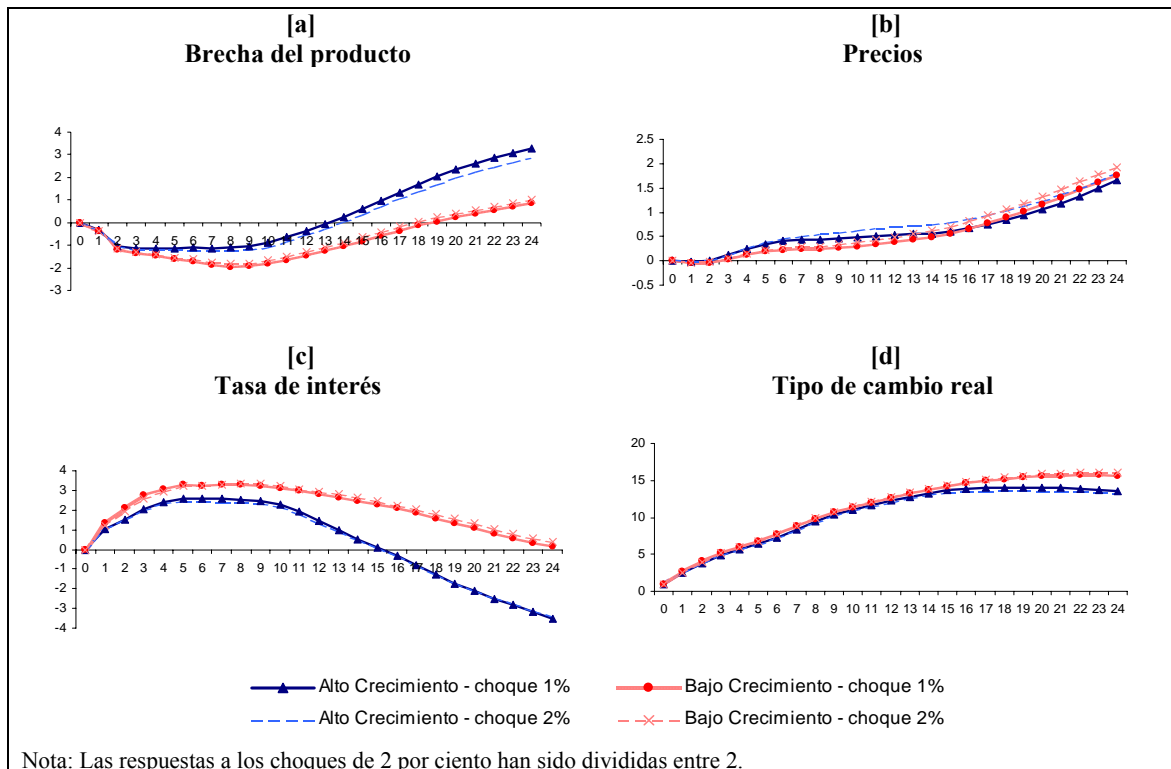 [a]
Brecha del producto
4
3
2
1
0
-1
-2
-3
0 1 2 3 4 5 6 7 8 9 10 11 12 13 14 15 16 17 18 19 20 21 22 23 24
[b]
Precios
2.5
2
1.5
1
0.5
0
-0.5
0 1 2 3 4 5 6 7 8 9 10 11 12 13 14 15 16 17 18 19 20 21 22 23 24
[c]
Tasa de interés
4
3
2
1
0
-1
-2
-3
-4
0 1 2 3 4 5 6 7 8 9 10 11 12 13 14 15 16 17 18 19 20 21 22 23 24
[d]
Tipo de cambio real
20
15
10
5
0
0 1 2 3 4 5 6 7 8 9 10 11 12 13 14 15 16 17 18 19 20 21 22 23 24
Alto Crecimiento - choque 1% Bajo Crecimiento - choque 1%
Alto Crecimiento - choque 2% Bajo Crecimiento - choque 2%
Nota: Las respuestas a los choques de 2 por ciento han sido divididas entre 2.